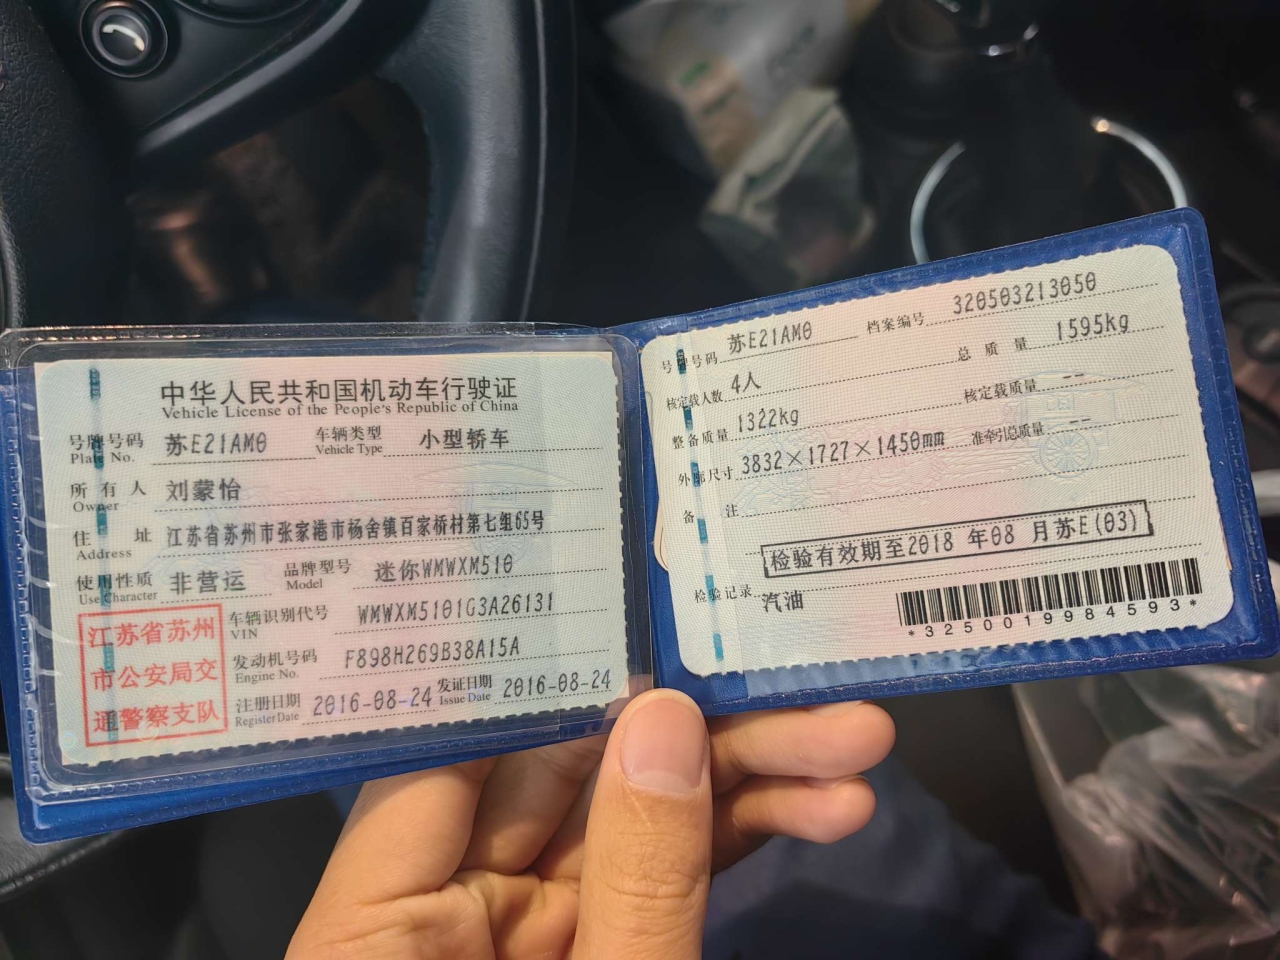 中华人民共和国机动车行驶证
Vehicle License of the People's Republic of China
号牌号码 苏E21AM0 车辆类型 小型轿车
Plate No. Vehicle Type
所有人 刘蒙怡
Owner
住址 江苏省苏州市张家港市杨舍镇百家桥村第七组65号
Address
使用性质 非营运 品牌型号 迷你WMWXM510
Use Character Model
江苏省苏州
市公安局交
通警察支队
车辆识别代号 WMWXM5101G3A26131
VIN
发动机号码 F898H269B38A15A
Engine No.
注册日期 2016-08-24 发证日期 2016-08-24
Register Date Issue Date
号牌号码 苏E21AM0 档案编号 320503213050
核定载人数 4人 总质量 1595kg
整备质量 1322kg 核定载质量 --
外廓尺寸 3832×1727×1450mm 准牵引总质量 --
备注
检验有效期至2018 年08 月苏E(03)
检验记录 汽油
*3250019984593*